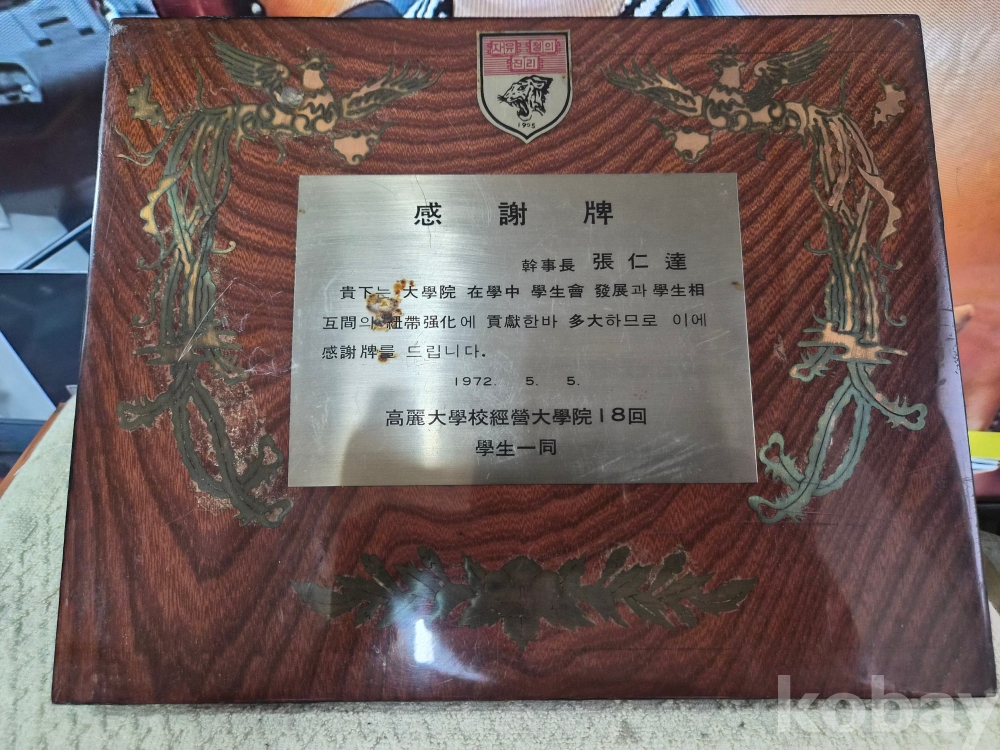 자유 정의
진리
1905
感謝牌
幹事長 張仁達
貴下는 大學院 在學中 學生會 發展과 學生相
互間의 紐帶强化에 貢獻한바 多大하므로 이에
感謝牌를 드립니다.
1972. 5. 5.
高麗大學校經營大學院18回
學生一同
kobay